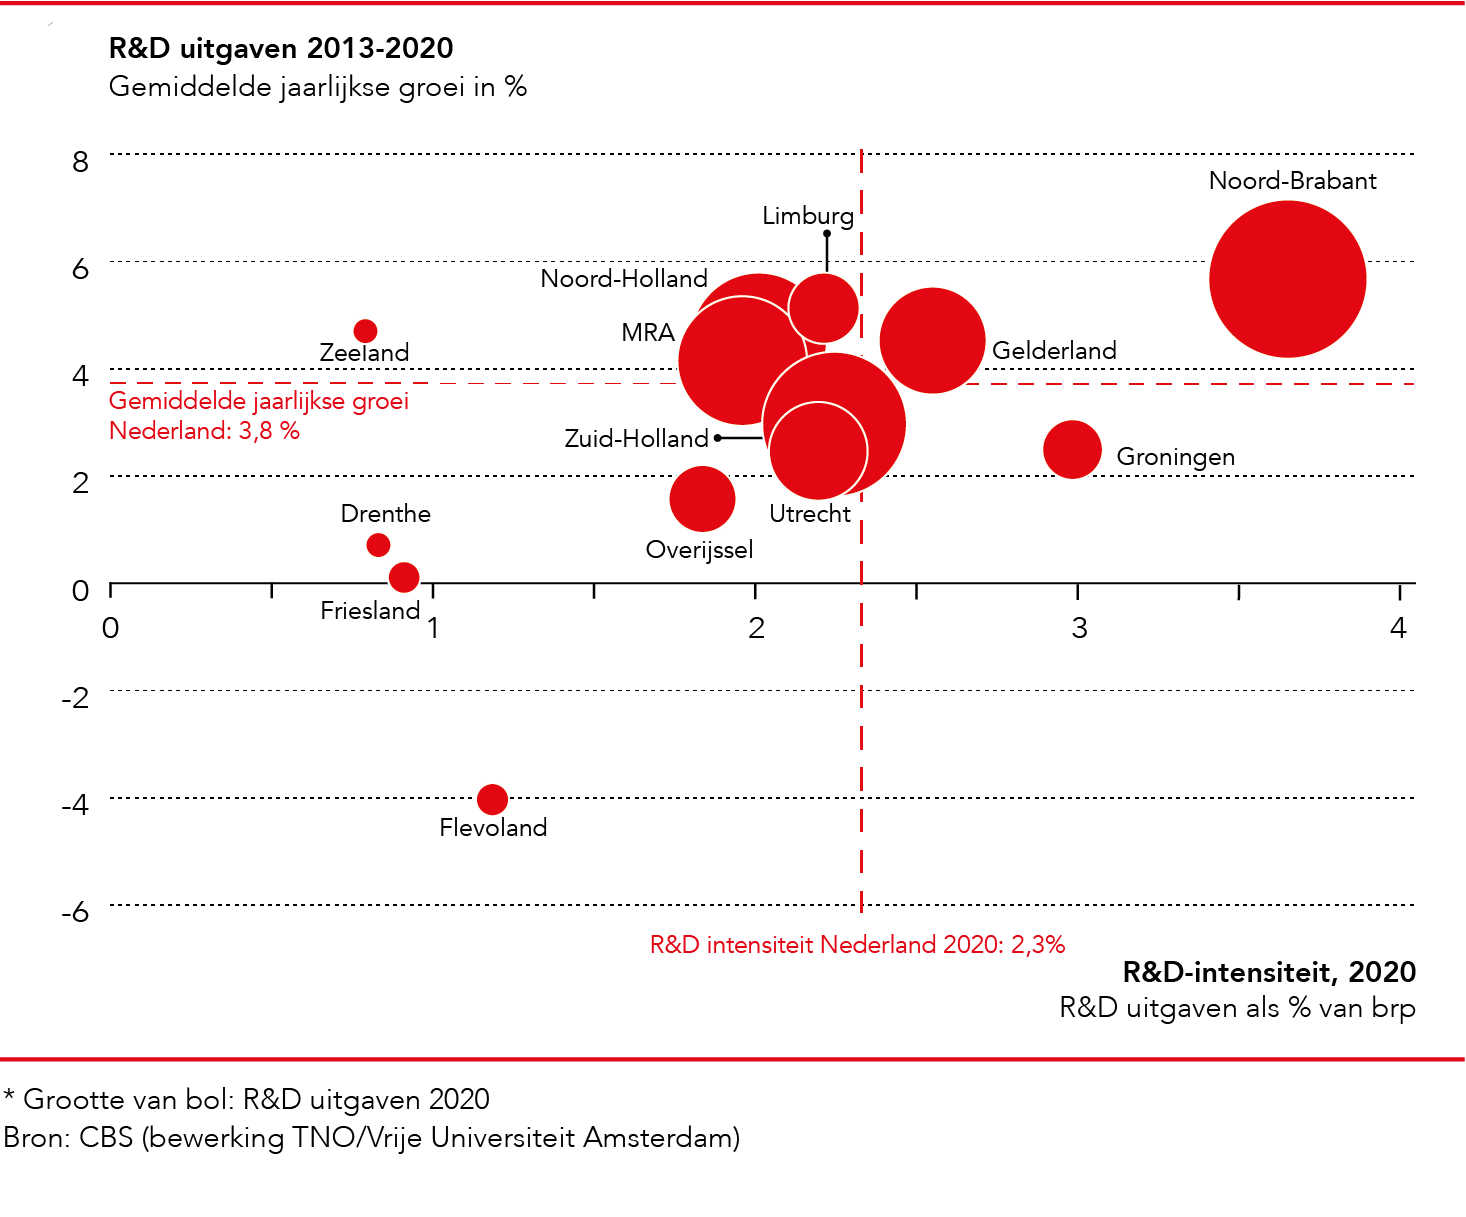 R&D uitgaven 2013-2020
Gemiddelde jaarlijkse groei in %
8
Noord-Brabant
Limburg
6
Noord-Holland
MRA
Zeeland
Gelderland
4
Gemiddelde jaarlijkse groei
Nederland: 3,8 %
Zuid-Holland
Groningen
2
Drenthe
Utrecht
Overijssel
0
Friesland
0 1 2 3 4
-2
-4
Flevoland
-6
R&D intensiteit Nederland 2020: 2,3%
R&D-intensiteit, 2020
R&D uitgaven als % van brp
* Grootte van bol: R&D uitgaven 2020
Bron: CBS (bewerking TNO/Vrije Universiteit Amsterdam)